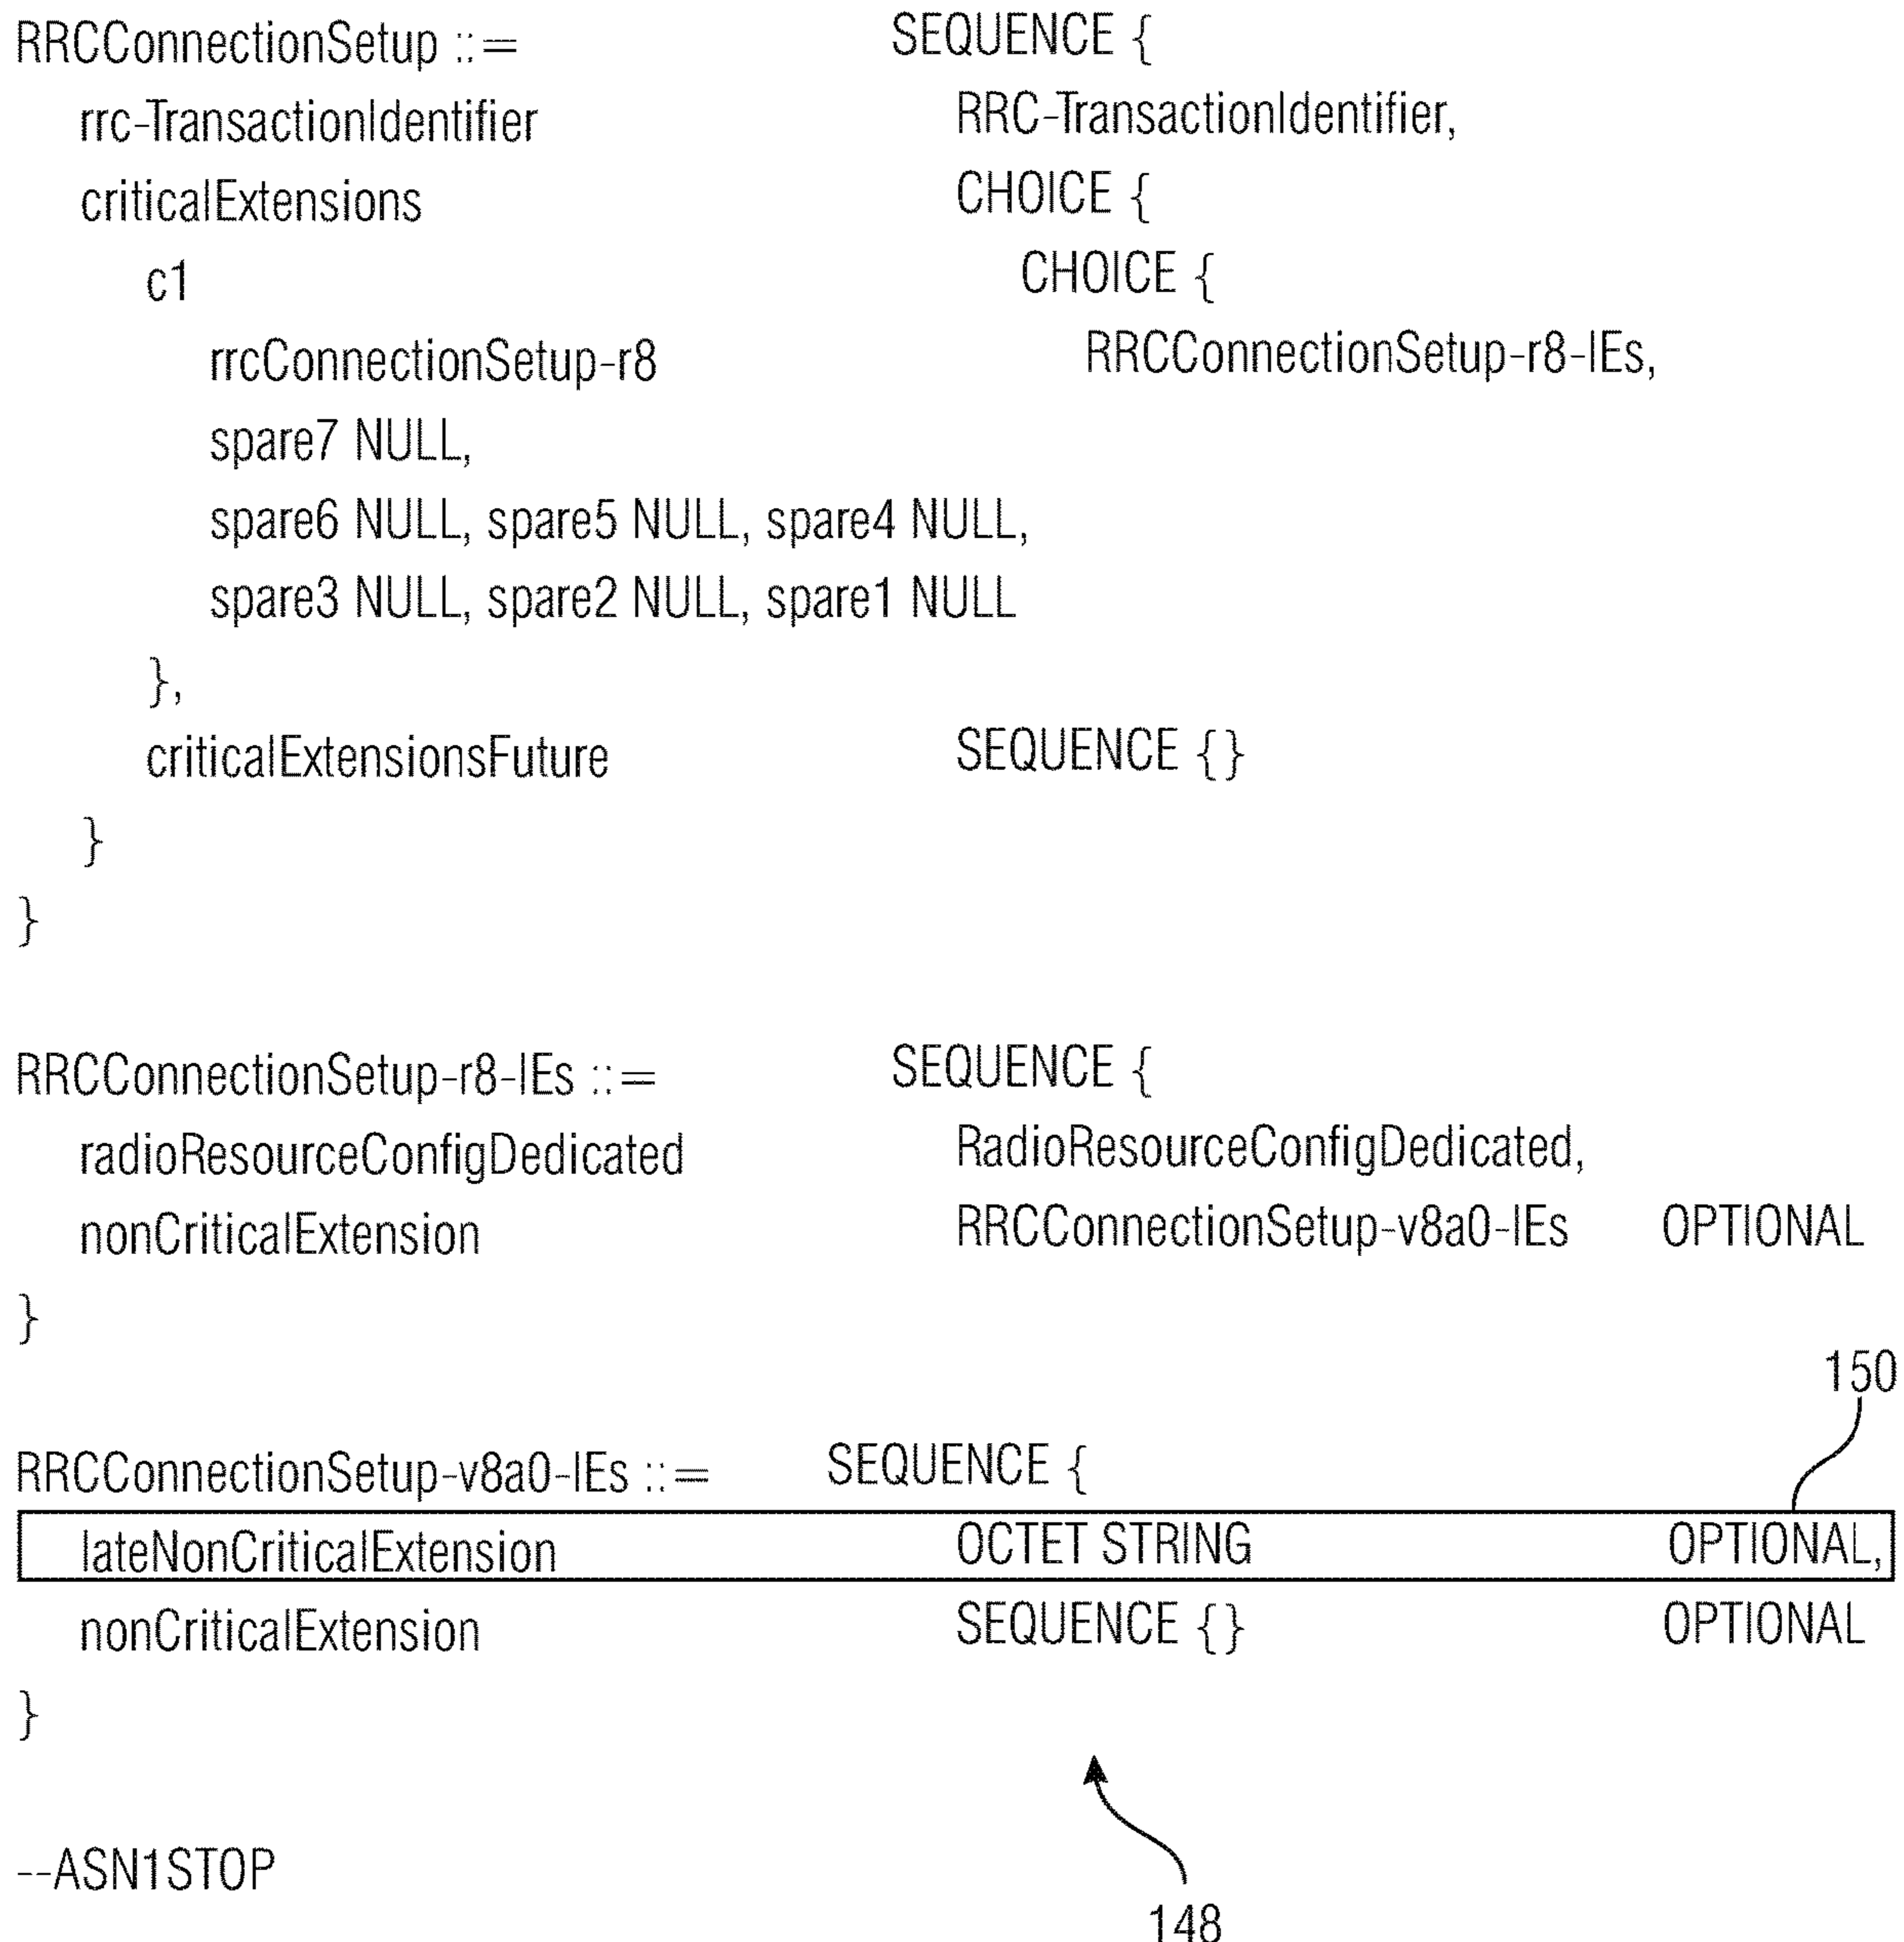 RRCConnectionSetup ::= SEQUENCE {
rrc-TransactionIdentifier RRC-TransactionIdentifier,
criticalExtensions CHOICE {
c1 CHOICE {
rrcConnectionSetup-r8 RRCConnectionSetup-r8-IEs,
spare7 NULL,
spare6 NULL, spare5 NULL, spare4 NULL,
spare3 NULL, spare2 NULL, spare1 NULL
},
criticalExtensionsFuture SEQUENCE {}
}
}
RRCConnectionSetup-r8-IEs ::= SEQUENCE {
radioResourceConfigDedicated RadioResourceConfigDedicated,
nonCriticalExtension RRCConnectionSetup-v8a0-IEs OPTIONAL
}
150
RRCConnectionSetup-v8a0-IEs ::= SEQUENCE {
lateNonCriticalExtension OCTET STRING OPTIONAL,
nonCriticalExtension SEQUENCE {} OPTIONAL
}
--ASN1STOP
148